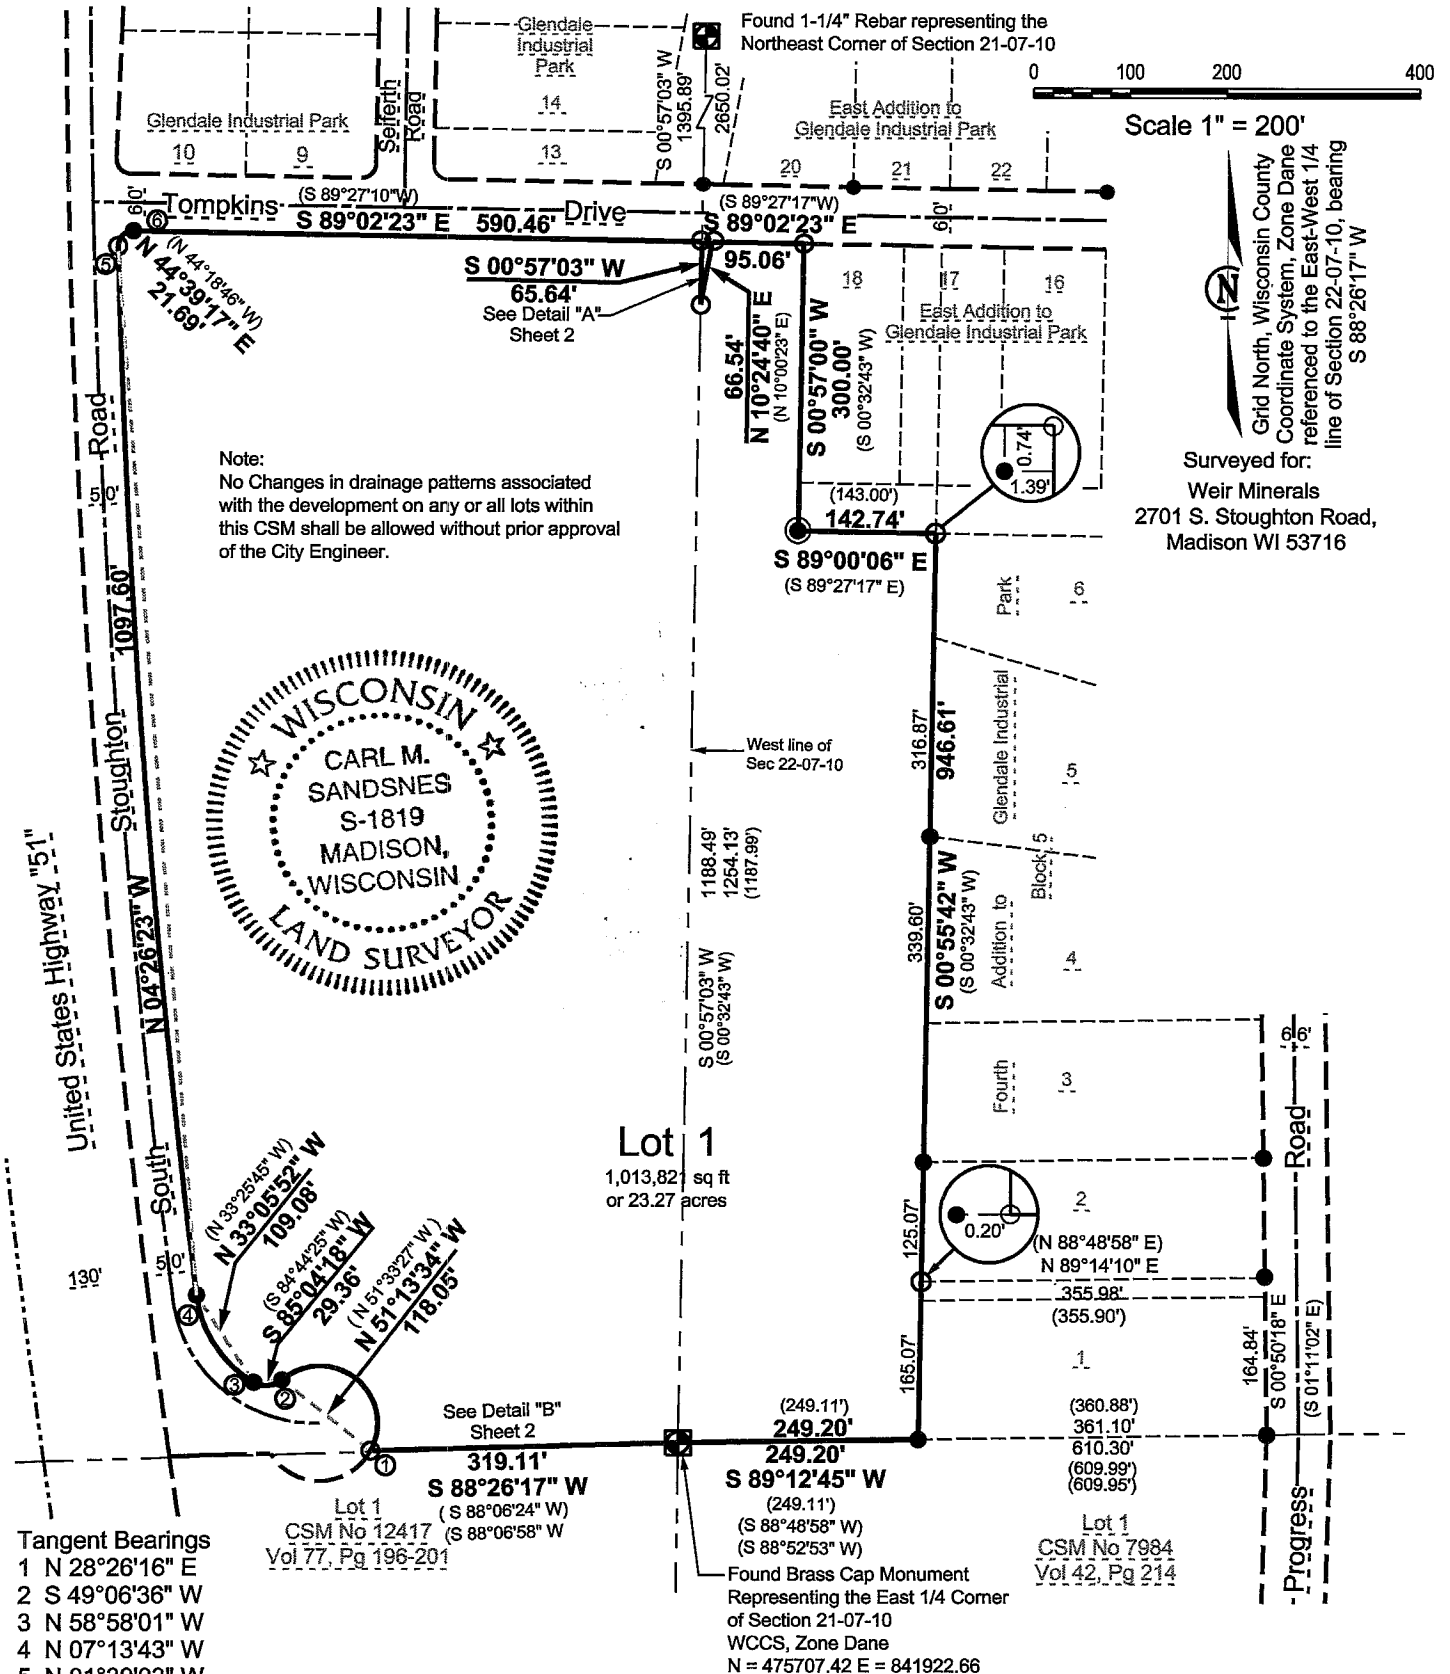 Found 1-1/4" Rebar representing the
Northeast Corner of Section 21-07-10
0 100 200 400
Scale 1" = 200'
Grid North, Wisconsin County
Coordinate System, Zone Dane
referenced to the East-West 1/4
line of Section 22-07-10, bearing
S 88°26'17" W
N
Surveyed for:
Weir Minerals
2701 S. Stoughton Road,
Madison WI 53716
Glendale Industrial Park
10
9
Seiferth
Road
Glendale
Industrial
Park
14
13
S 00°57'03" W
1395.89'
2650.02'
East Addition to
Glendale Industrial Park
20
21
22
60'
6
Tompkins
Drive
(S 89°27'10"W)
S 89°02'23" E 590.46'
(S 89°27'17"W)
S 89°02'23" E
95.06'
60'
5
(N 44°18'46" W)
N 44°39'17" E
21.69'
S 00°57'03" W
65.64'
See Detail "A"
Sheet 2
N 10°24'40" E
66.54'
(N 10°00'23" E)
S 00°57'00" W
300.00'
(S 00°32'43" W)
18
17
16
East Addition to
Glendale Industrial Park
0.74'
1.39'
(143.00')
142.74'
S 89°00'06" E
(S 89°27'17" E)
Note:
No Changes in drainage patterns associated
with the development on any or all lots within
this CSM shall be allowed without prior approval
of the City Engineer.
Road
50'
1097.60'
Stoughton
N 04°26'23" W
South
50'
United States Highway "51"
130'
WISCONSIN
CARL M.
SANDSNES
S-1819
MADISON,
WISCONSIN
LAND SURVEYOR
West line of
Sec 22-07-10
1188.49'
1254.13'
(1187.99')
S 00°57'03" W
(S 00°32'43" W)
316.87'
946.61'
339.60'
S 00°55'42" W
(S 00°32'43" W)
Fourth
Addition to
Glendale Industrial
Park
Block 5
6
5
4
3
2
1
66'
Road
Progress
Lot 1
1,013,821 sq ft
or 23.27 acres
125.07'
0.20'
(N 88°48'58" E)
N 89°14'10" E
355.98'
(355.90')
165.07'
164.84'
S 00°50'18" E
(S 01°11'02" E)
(N 33°25'45" W)
N 33°05'52" W
109.08'
(S 84°44'25" W)
S 85°04'18" W
29.36'
(N 51°33'27" W )
N 51°13'34" W
118.05'
4
3
2
1
See Detail "B"
Sheet 2
319.11'
S 88°26'17" W
( S 88°06'24" W)
(S 88°06'58" W
(249.11')
249.20'
249.20'
S 89°12'45" W
(249.11')
(S 88°48'58" W)
(S 88°52'53" W)
(360.88')
361.10'
610.30'
(609.99')
(609.95')
Lot 1
CSM No 12417
Vol 77, Pg 196-201
Lot 1
CSM No 7984
Vol 42, Pg 214
Found Brass Cap Monument
Representing the East 1/4 Corner
of Section 21-07-10
WCCS, Zone Dane
N = 475707.42 E = 841922.66
Tangent Bearings
1 N 28°26'16" E
2 S 49°06'36" W
3 N 58°58'01" W
4 N 07°13'43" W